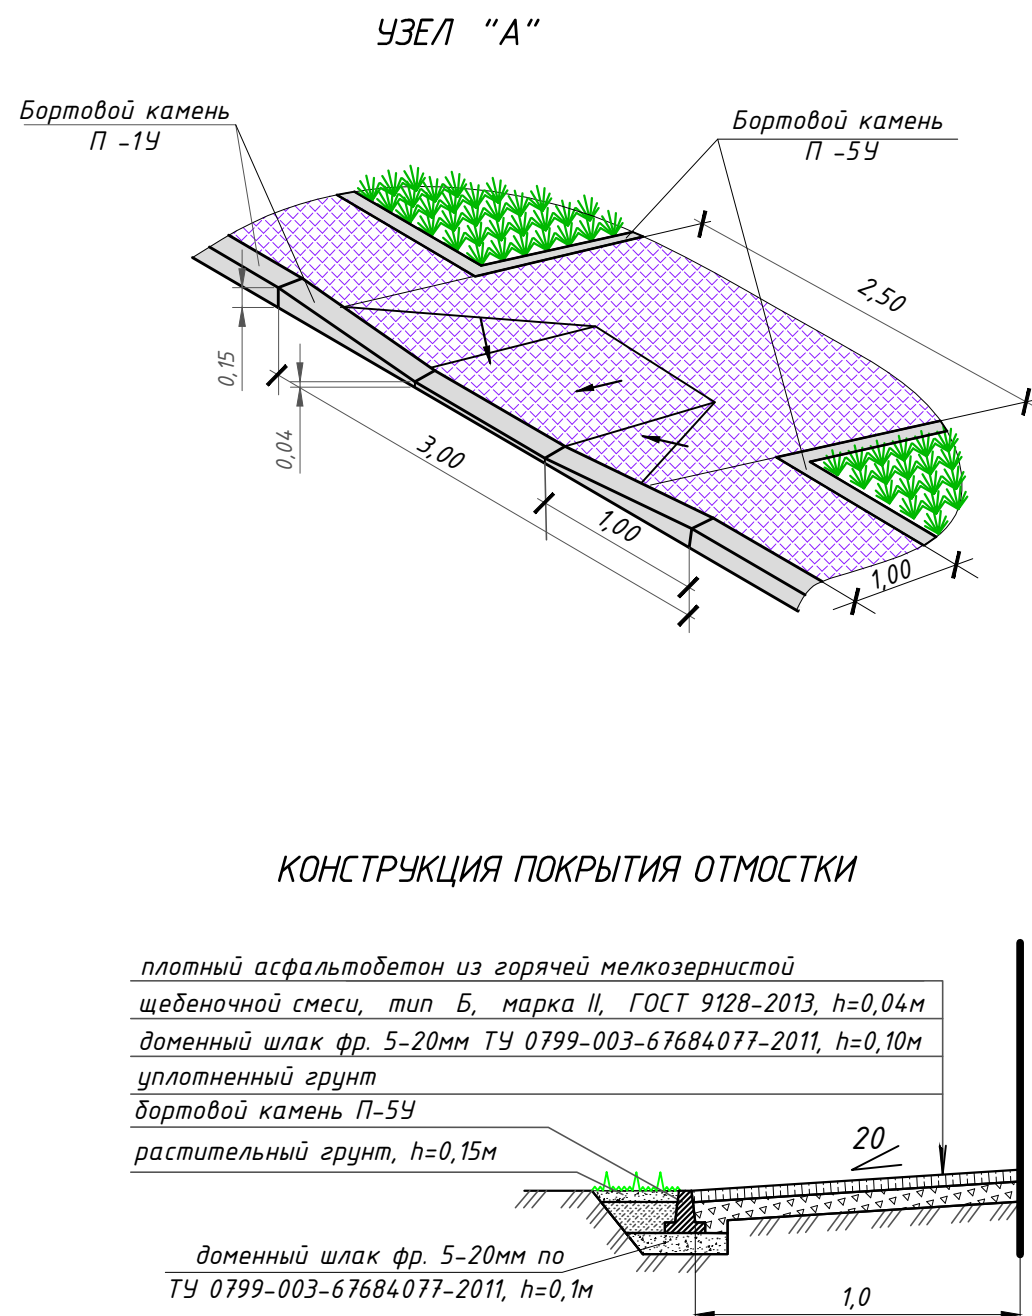 УЗЕЛ "А"
Бортовой камень
П -1У
Бортовой камень
П -5У
2,50
0,15
0,04
3,00
1,00
1,00
КОНСТРУКЦИЯ ПОКРЫТИЯ ОТМОСТКИ
плотный асфальтобетон из горячей мелкозернистой
щебеночной смеси, тип Б, марка II, ГОСТ 9128-2013, h=0,04м
доменный шлак фр. 5-20мм ТУ 0799-003-67684077-2011, h=0,10м
уплотненный грунт
бортовой камень П-5У
растительный грунт, h=0,15м
20
доменный шлак фр. 5-20мм по
ТУ 0799-003-67684077-2011, h=0,1м
1,0